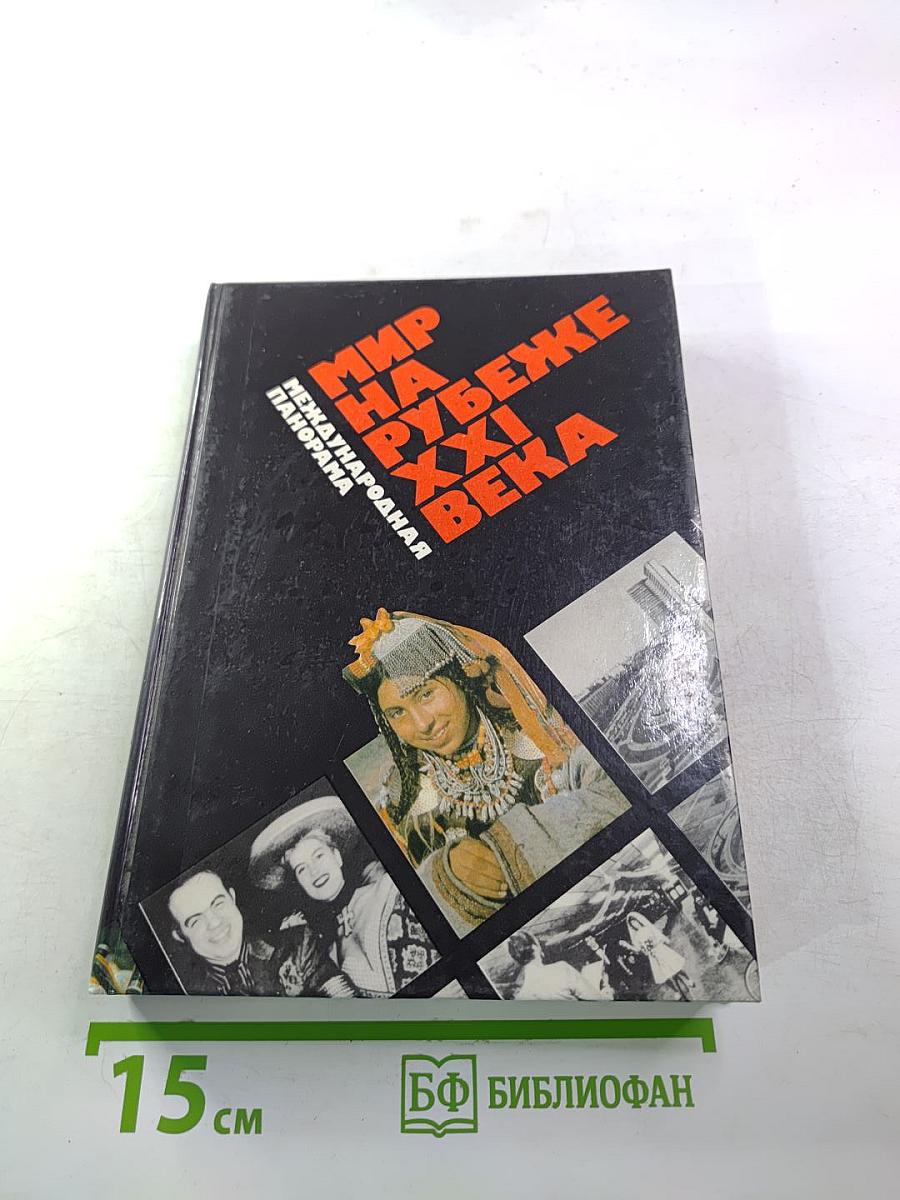 МИР
НА
РУБЕЖЕ
XXI
ВЕКА
МЕЖДУНАРОДНАЯ
ПАНОРАМА
15 см
БФ БИБЛИОФАН